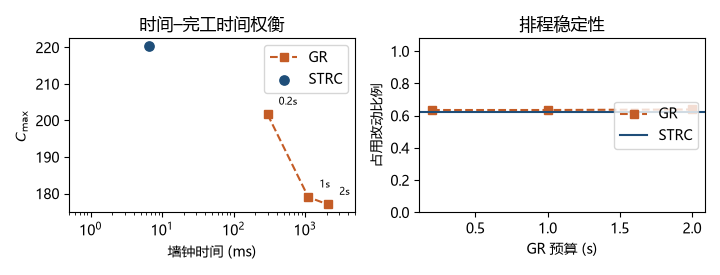 时间–完工时间权衡
220
210
200
190
180
C_max
GR
STRC
0.2s
1s
2s
10^0
10^1
10^2
10^3
墙钟时间 (ms)
排程稳定性
1.0
0.8
0.6
0.4
0.2
0.0
占用改动比例
GR
STRC
0.5
1.0
1.5
2.0
GR 预算 (s)